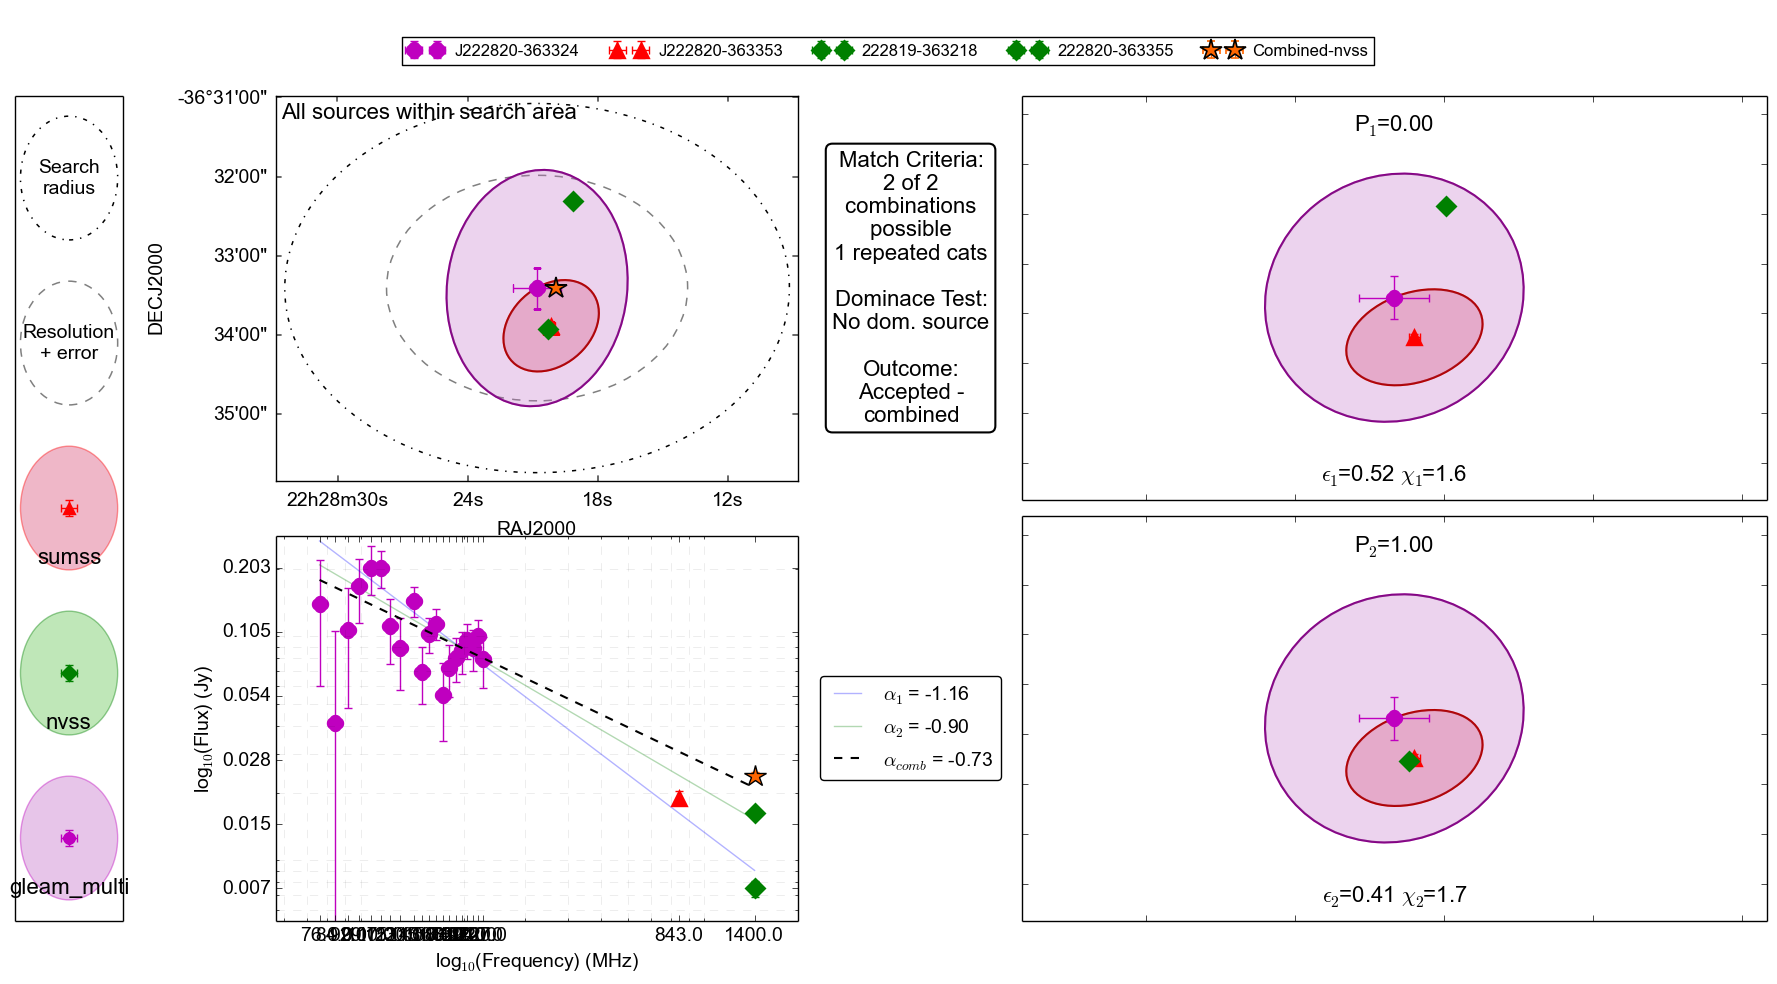 J222820-363324
J222820-363353
222819-363218
222820-363355
Combined-nvss
Search
radius
Resolution
+ error
sumss
nvss
gleam_multi
All sources within search area
-36°31'00"
32'00"
33'00"
34'00"
35'00"
DECJ2000
22h28m30s
24s
18s
12s
RAJ2000
Match Criteria:
2 of 2
combinations
possible
1 repeated cats
Dominace Test:
No dom. source
Outcome:
Accepted -
combined
P1=0.00
ϵ1=0.52 χ1=1.6
P2=1.00
ϵ2=0.41 χ2=1.7
0.203
0.105
0.054
0.028
0.015
0.007
log10(Flux) (Jy)
843.0
1400.0
log10(Frequency) (MHz)
α1 = -1.16
α2 = -0.90
αcomb = -0.73